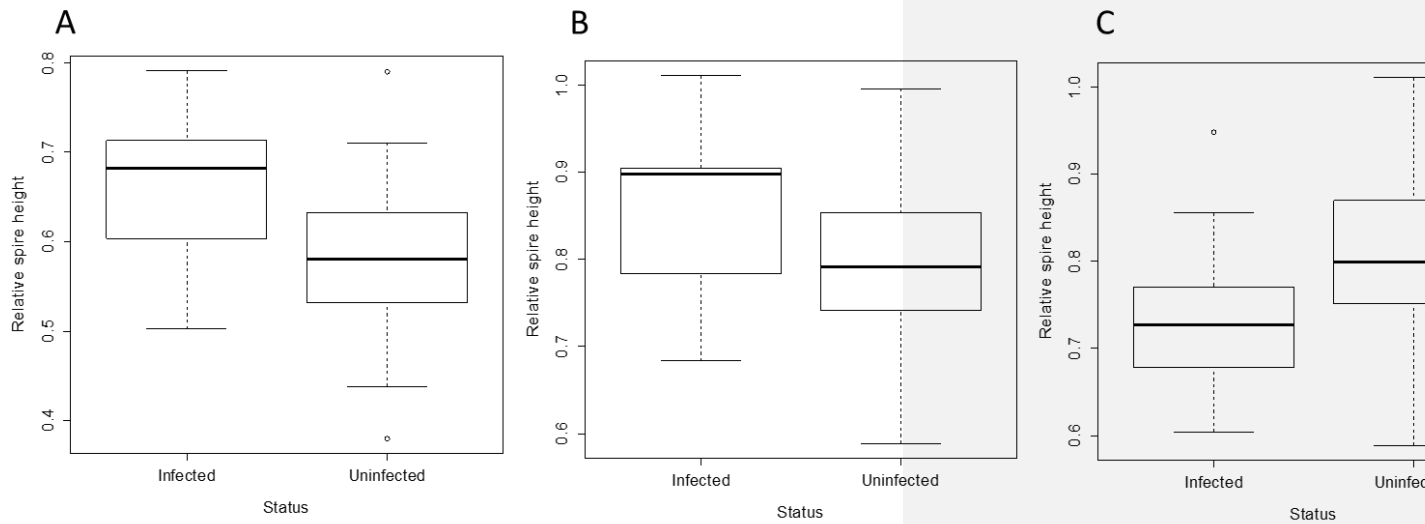 A
0.8
0.7
0.6
0.5
0.4
Relative spire height
Infected
Uninfected
Status
B
1.0
0.9
0.8
0.7
0.6
Relative spire height
Infected
Uninfected
Status
C
1.0
0.9
0.8
0.7
0.6
Relative spire height
Infected
Uninfec
Status